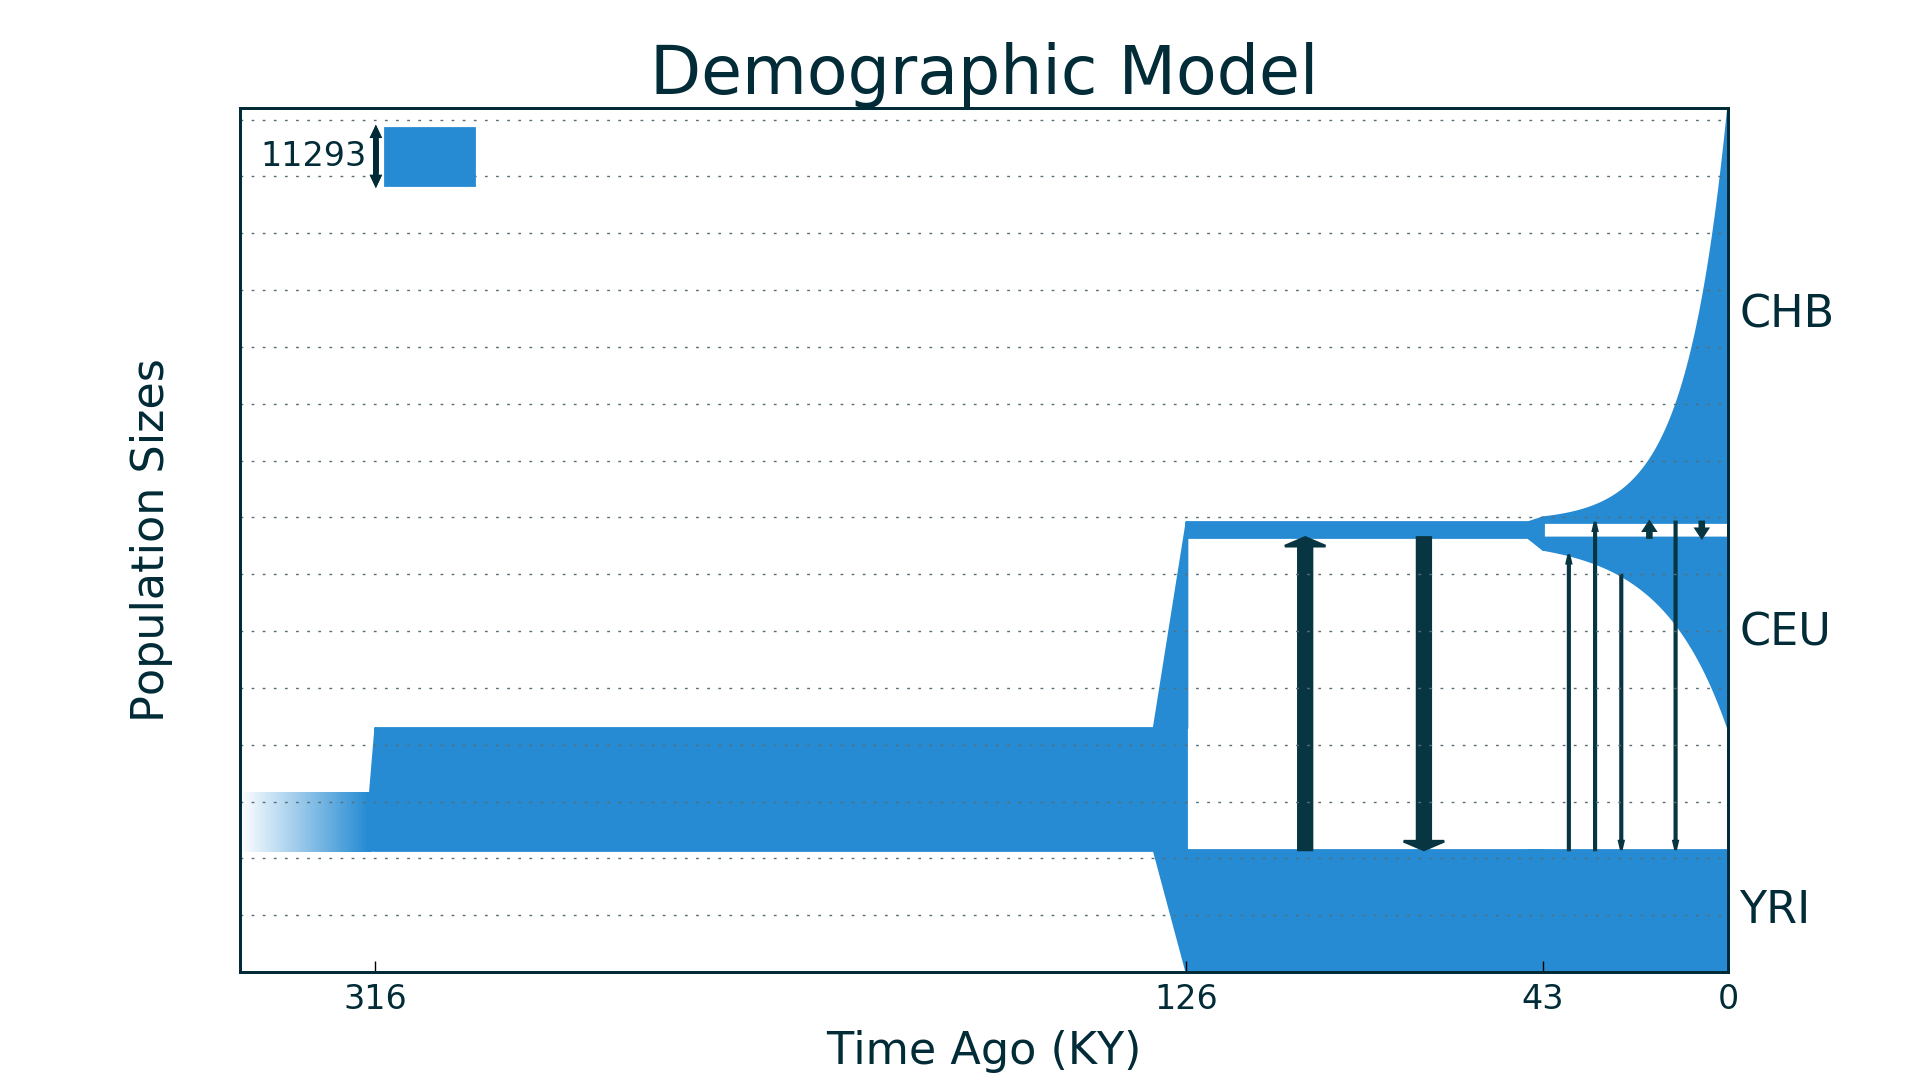 Demographic Model
11293
Population Sizes
CHB
CEU
YRI
316 126 43 0
Time Ago (KY)